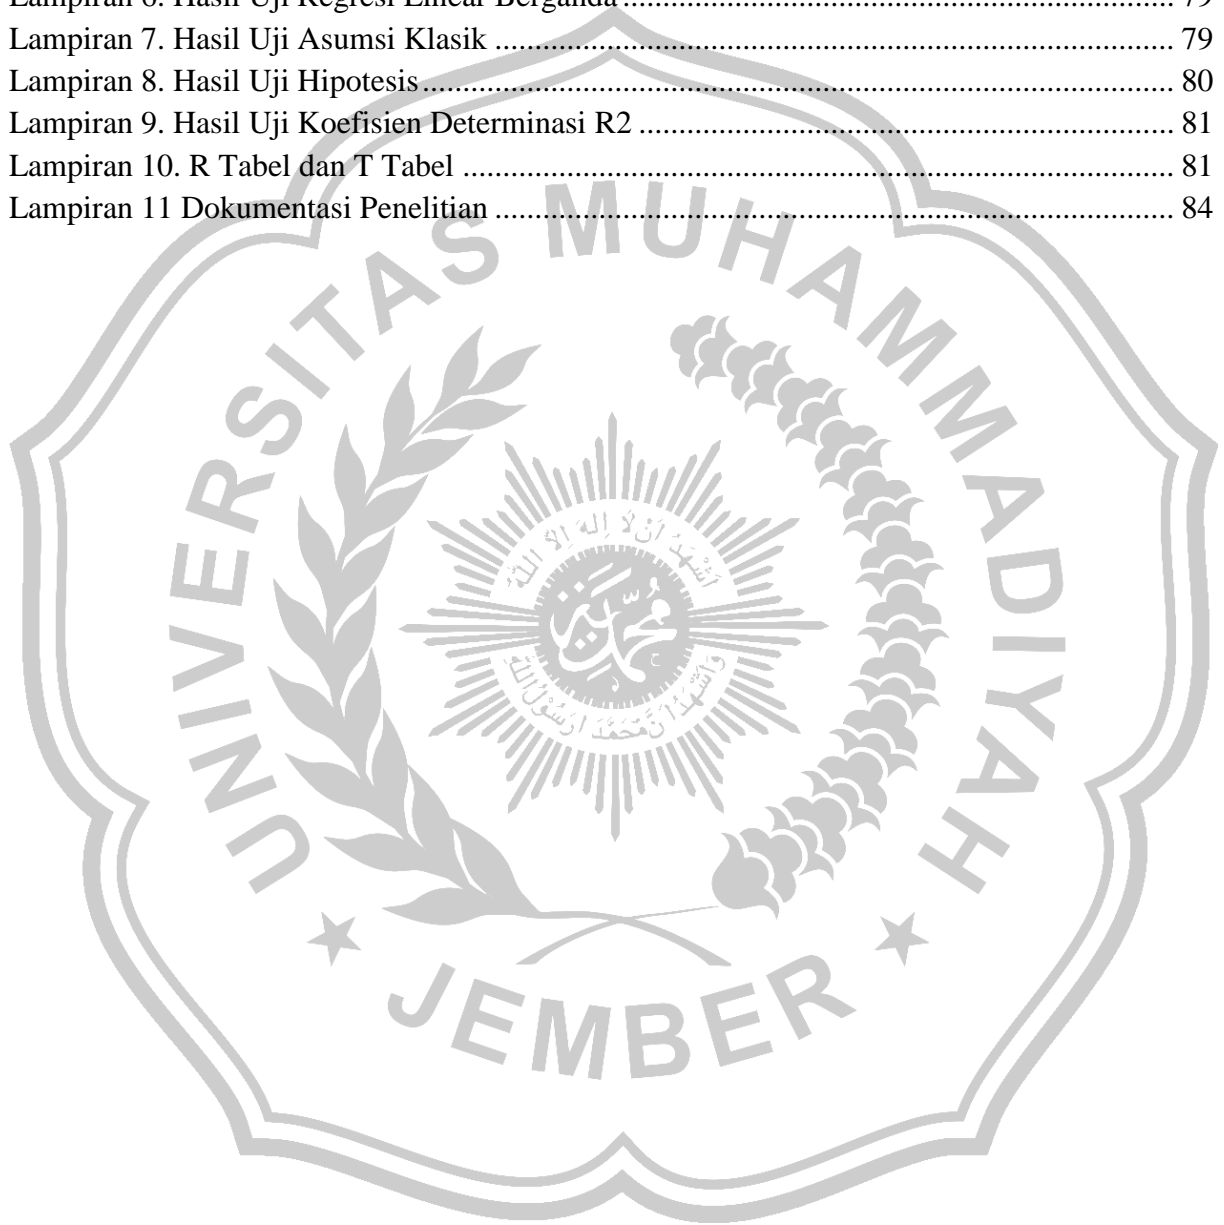 Lampiran 6. Hasil Uji Regresi Linear Berganda ........................................................................ 79
Lampiran 7. Hasil Uji Asumsi Klasik ........................................................................................ 79
Lampiran 8. Hasil Uji Hipotesis ................................................................................................ 80
Lampiran 9. Hasil Uji Koefisien Determinasi R2 ..................................................................... 81
Lampiran 10. R Tabel dan T Tabel ............................................................................................ 81
Lampiran 11 Dokumentasi Penelitian ........................................................................................ 84
UNIVERSITAS MUHAMMADIYAH
JEMBER